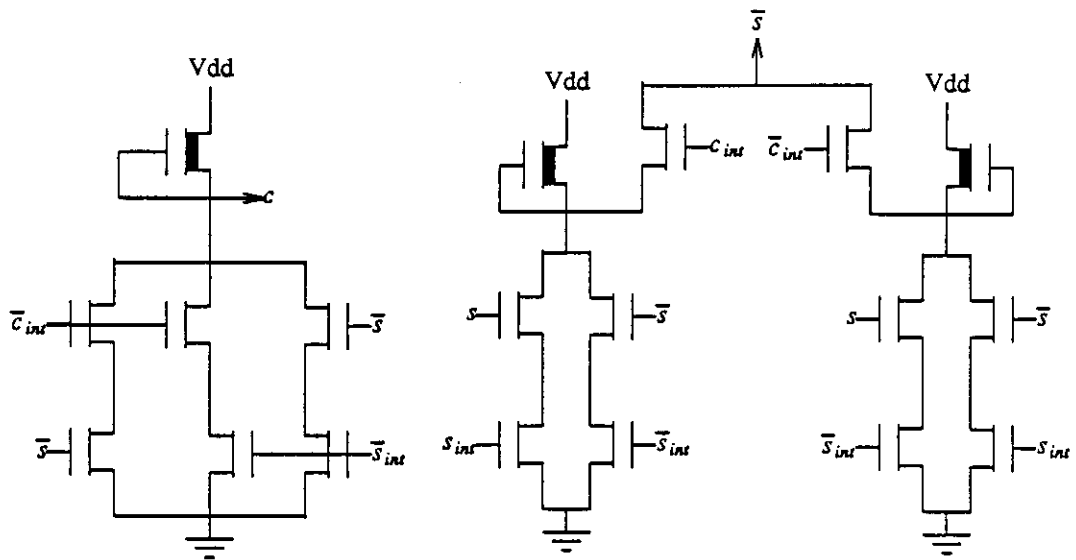 s̅
Vdd
Vdd
Vdd
c_int
c̅_int
c
c̅_int
s̅
s
s̅
s
s̅
s̅
s̅_int
s_int
s̅_int
s̅_int
s_int